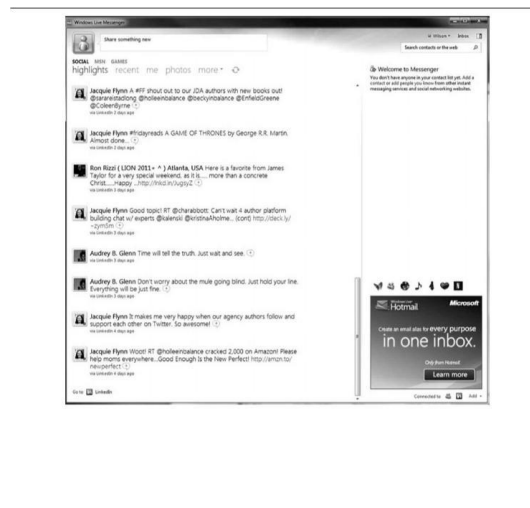 Windows Live Messenger
Share something new
Wilson
Inbox
Search contacts or the web
SOCIAL MSN GAMES
highlights recent me photos more
Jacquie Flynn A #FF shout out to our JDA authors with new books out!
@sarareistadlong @holleeinbalance @beckyinbalance @EnfieldGreene
@ColeenByrne
via LinkedIn 2 days ago
Jacquie Flynn #fridayreads A GAME OF THRONES by George R.R. Martin.
Almost done...
via LinkedIn 2 days ago
Ron Rizzi ( LION 2011= ^ ) Atlanta, USA Here is a favorite from James
Taylor for a very special weekend, as it is..... more than a concrete
Christ......Happy ...http://lnkd.in/JugsyZ
via LinkedIn 3 days ago
Jacquie Flynn Good topic! RT @charabbott: Can't wait 4 author platform
building chat w/ experts @kalenski @kristinaAholme... (cont) http://deck.ly/
~zym5m
via LinkedIn 3 days ago
Audrey B. Glenn Time will tell the truth. Just wait and see.
via LinkedIn 3 days ago
Audrey B. Glenn Don't worry about the mule going blind. Just hold your line.
Everything will be just fine.
via LinkedIn 3 days ago
Jacquie Flynn It makes me very happy when our agency authors follow and
support each other on Twitter. So awesome!
via LinkedIn 4 days ago
Jacquie Flynn Woot! RT @holleeinbalance cracked 2,000 on Amazon! Please
help moms everywhere...Good Enough Is the New Perfect! http://amzn.to/
newperfect
via LinkedIn 4 days ago
Go to LinkedIn
Welcome to Messenger
You don't have anyone in your contact list yet. Add a
contact or add people you know from other instant
messaging services and social networking websites.
Windows Live
Hotmail
Microsoft
Create an email alias for every purpose
in one inbox.
Only from Hotmail
Learn more
Connected to
Add